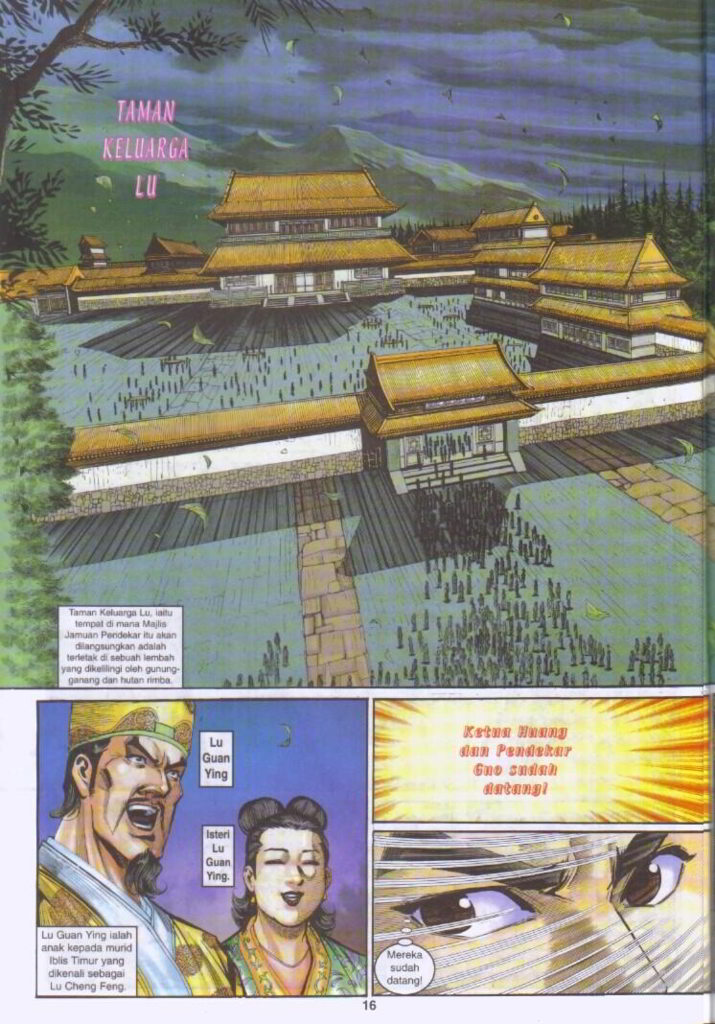 TAMAN
KELUARGA
LU
Taman Keluarga Lu, iaitu
tempat di mana Majlis
Jamuan Pendekar itu akan
dilangsungkan adalah
terletak di sebuah lembah
yang dikelilingi oleh gunung-
ganang dan hutan rimba.
Lu
Guan
Ying
Isteri
Lu
Guan
Ying.
Lu Guan Ying ialah
anak kepada murid
Iblis Timur yang
dikenali sebagai
Lu Cheng Feng.
Ketua Huang
dan Pendekar
Guo sudah
datang!
Mereka
sudah
datang!
16